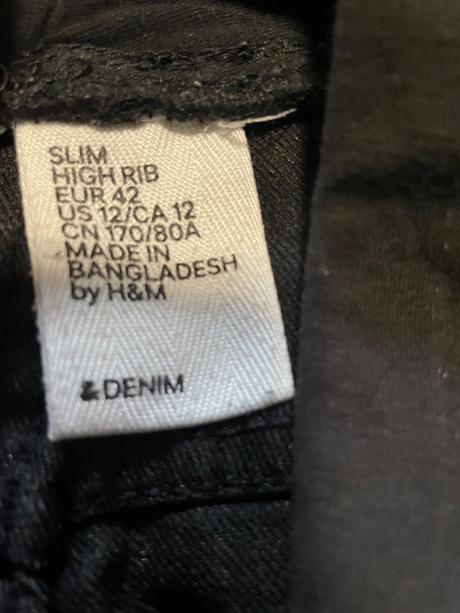 SLIM
HIGH RIB
EUR 42
US 12/CA 12
CN 170/80A
MADE IN
BANGLADESH
by H&M
& DENIM